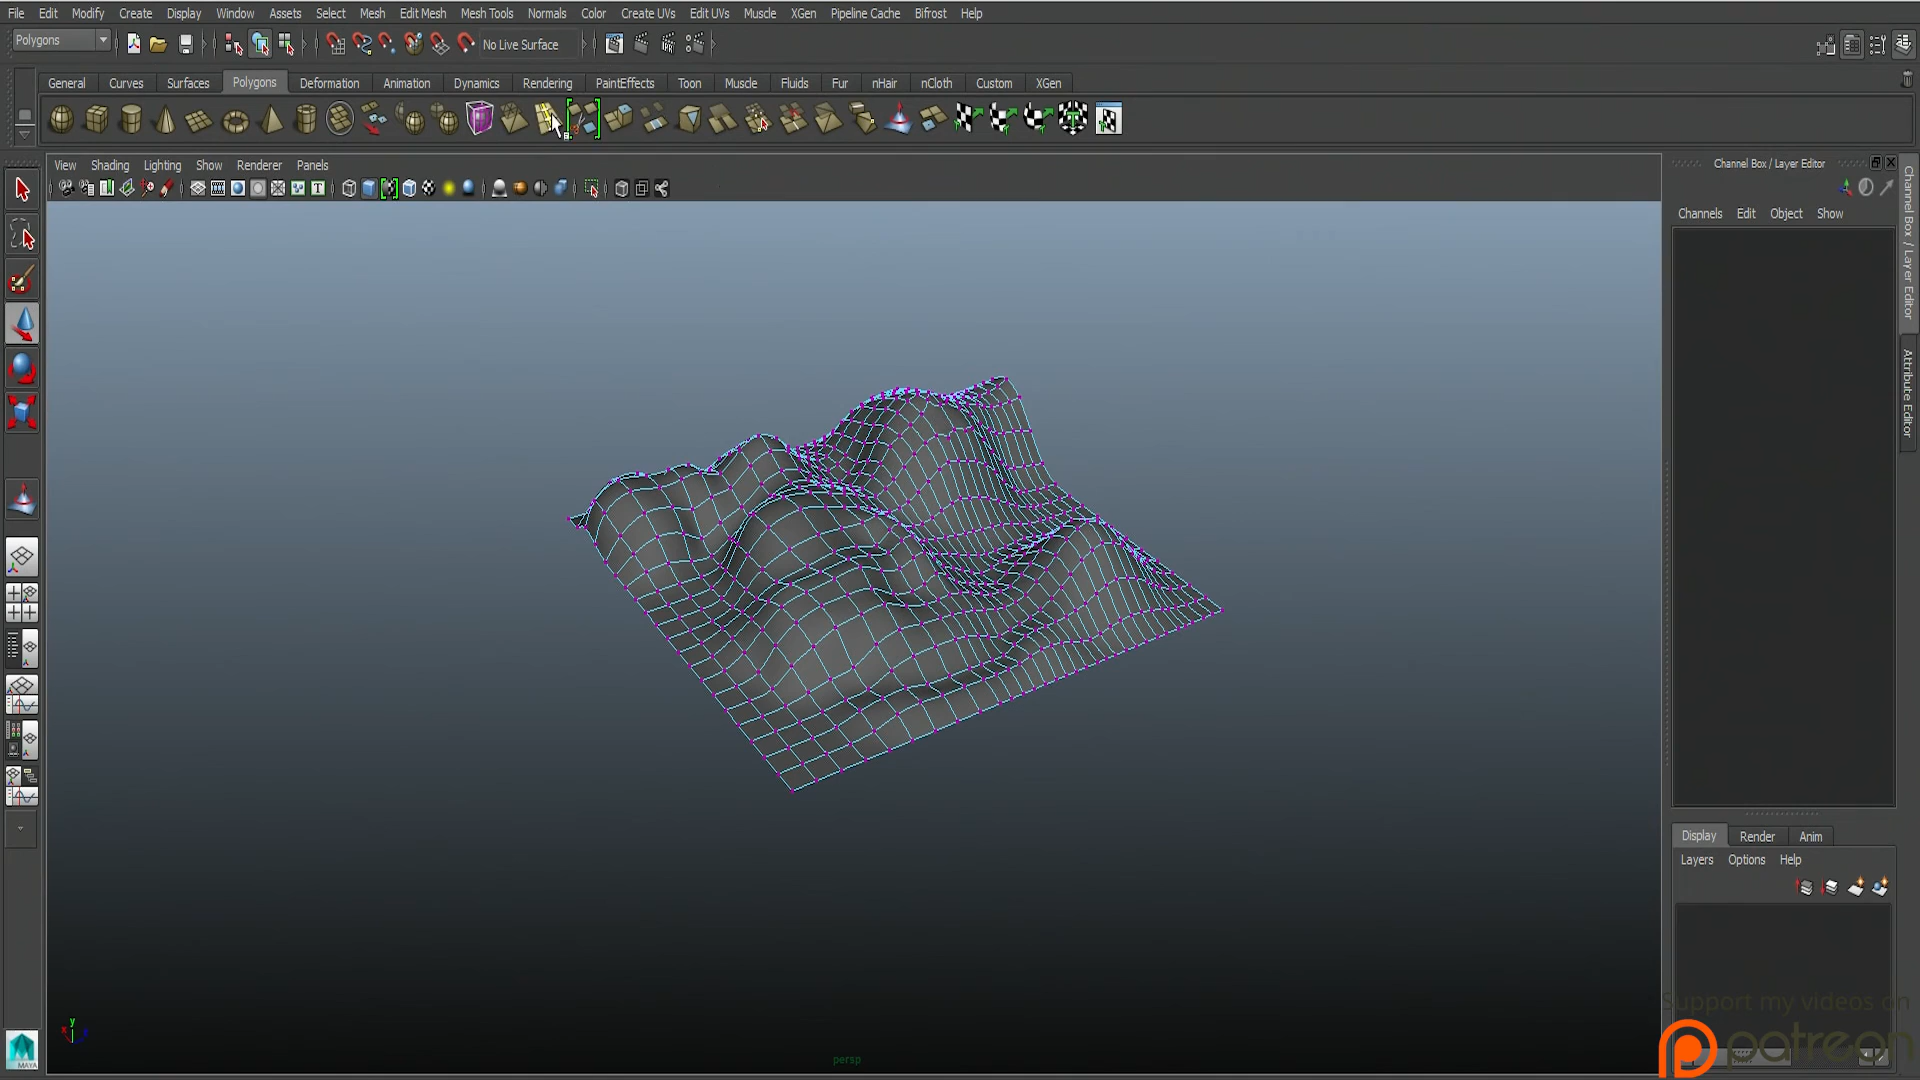 File Edit Modify Create Display Window Assets Select Mesh Edit Mesh Mesh Tools Normals Color Create UVs Edit UVs Muscle XGen Pipeline Cache Bifrost Help
Polygons No Live Surface
General Curves Surfaces Polygons Deformation Animation Dynamics Rendering PaintEffects Toon Muscle Fluids Fur nHair nCloth Custom XGen
View Shading Lighting Show Renderer Panels
Channel Box / Layer Editor
Channels Edit Object Show
Channel Box / Layer Editor
Attribute Editor
Display Render Anim
Layers Options Help
Support my videos on
patreon
persp
y
x
MAYA